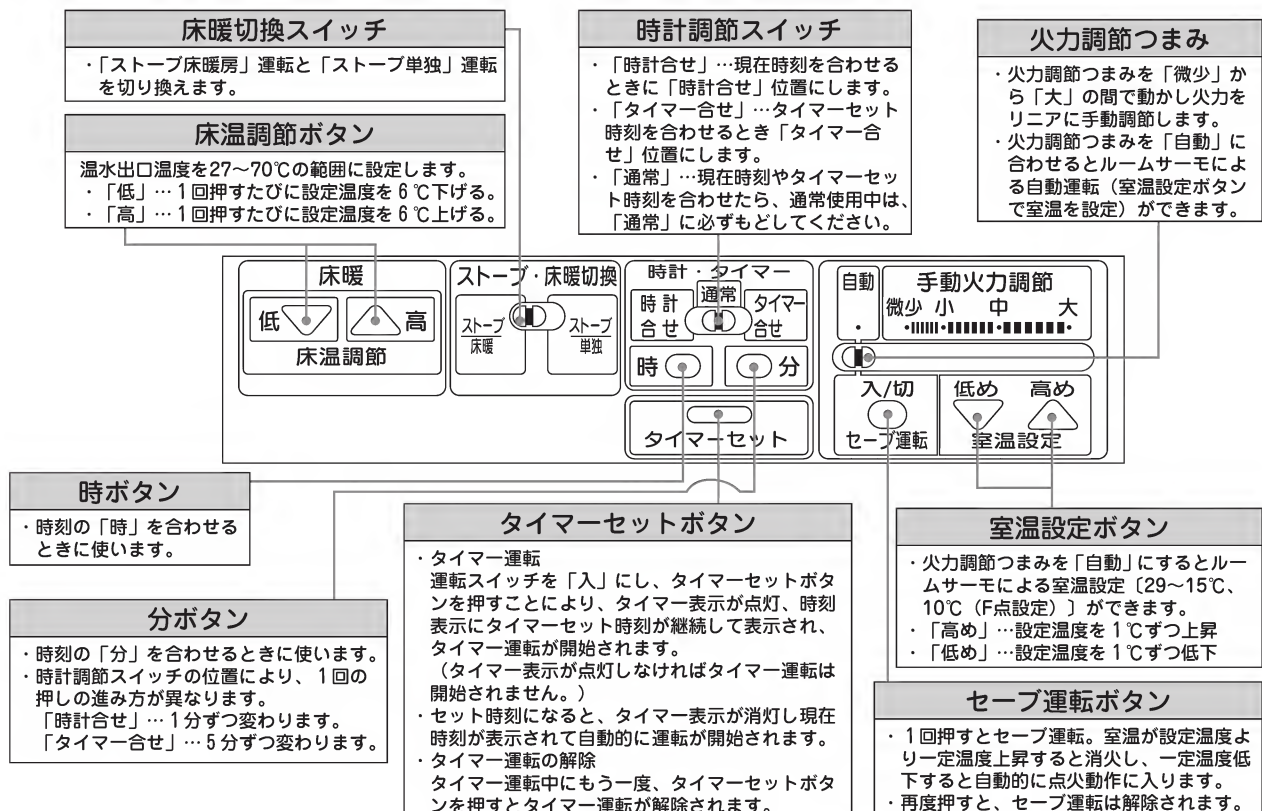 床暖切換スイッチ
・「ストーブ床暖房」運転と「ストーブ単独」運転
を切り換えます。
床温調節ボタン
温水出口温度を27～70℃の範囲に設定します。
・「低」…1回押すたびに設定温度を6℃下げる。
・「高」…1回押すたびに設定温度を6℃上げる。
時計調節スイッチ
・「時計合せ」…現在時刻を合わせる
ときに「時計合せ」位置にします。
・「タイマー合せ」…タイマーセット
時刻を合わせるとき「タイマー合
せ」位置にします。
・「通常」…現在時刻やタイマーセッ
ト時刻を合わせたら、通常使用中は、
「通常」に必ずもどしてください。
火力調節つまみ
・火力調節つまみを「微少」か
ら「大」の間で動かし火力を
リニアに手動調節します。
・火力調節つまみを「自動」に
合わせるとルームサーモによ
る自動運転（室温設定ボタン
で室温を設定）ができます。
床暖
低 高
床温調節
ストーブ・床暖切換
ストーブ
床暖
ストーブ
単独
時計・タイマー
時計
合せ
通常
タイマー
合せ
時 分
タイマーセット
自動
手動火力調節
微少 小 中 大
入/切
セーブ運転
低め 高め
室温設定
時ボタン
・時刻の「時」を合わせる
ときに使います。
分ボタン
・時刻の「分」を合わせるときに使います。
・時計調節スイッチの位置により、1回の
押しの進み方が異なります。
「時計合せ」…1分ずつ変わります。
「タイマー合せ」…5分ずつ変わります。
タイマーセットボタン
・タイマー運転
運転スイッチを「入」にし、タイマーセットボタ
ンを押すことにより、タイマー表示が点灯、時刻
表示にタイマーセット時刻が継続して表示され、
タイマー運転が開始されます。
（タイマー表示が点灯しなければタイマー運転は
開始されません。）
・セット時刻になると、タイマー表示が消灯し現在
時刻が表示されて自動的に運転が開始されます。
・タイマー運転の解除
タイマー運転中にもう一度、タイマーセットボタ
ンを押すとタイマー運転が解除されます。
室温設定ボタン
・火力調節つまみを「自動」にするとルー
ムサーモによる室温設定〔29～15℃、
10℃（F点設定）〕ができます。
・「高め」…設定温度を1℃ずつ上昇
・「低め」…設定温度を1℃ずつ低下
セーブ運転ボタン
・1回押すとセーブ運転。室温が設定温度よ
り一定温度上昇すると消火し、一定温度低
下すると自動的に点火動作に入ります。
・再度押すと、セーブ運転は解除されます。